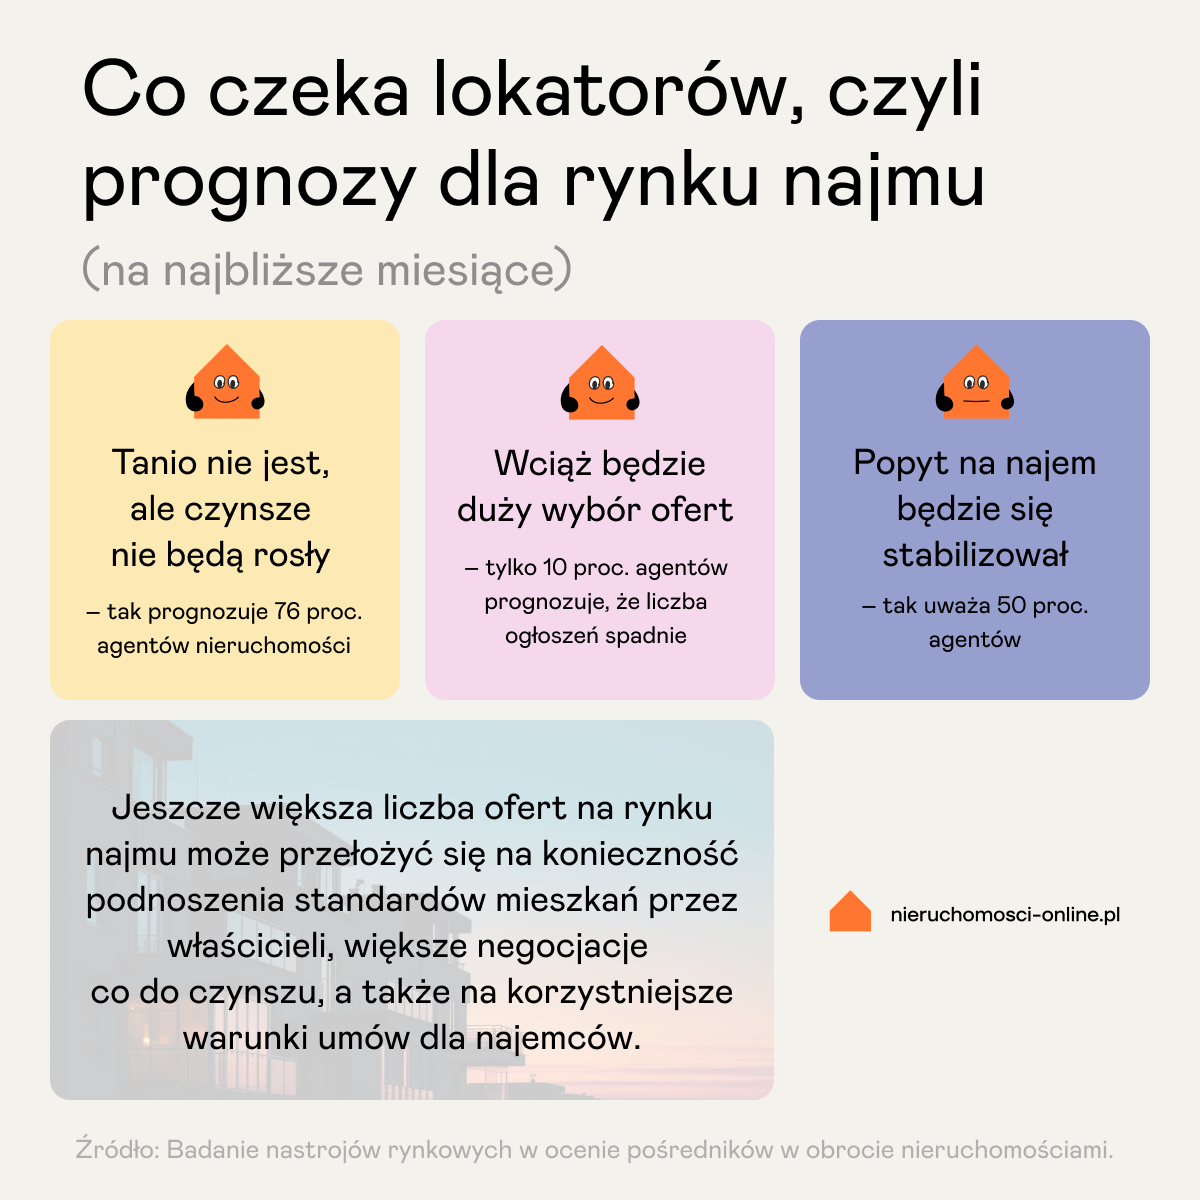 Co czeka lokatorów, czyli
prognozy dla rynku najmu
(na najbliższe miesiące)
Tanio nie jest,
ale czynsze
nie będą rosły
– tak prognozuje 76 proc.
agentów nieruchomości
Wciąż będzie
duży wybór ofert
– tylko 10 proc. agentów
prognozuje, że liczba
ogłoszeń spadnie
Popyt na najem
będzie się
stabilizował
– tak uważa 50 proc.
agentów
Jeszcze większa liczba ofert na rynku
najmu może przełożyć się na konieczność
podnoszenia standardów mieszkań przez
właścicieli, większe negocjacje
co do czynszu, a także na korzystniejsze
warunki umów dla najemców.
nieruchomosci-online.pl
Źródło: Badanie nastrojów rynkowych w ocenie pośredników w obrocie nieruchomościami.